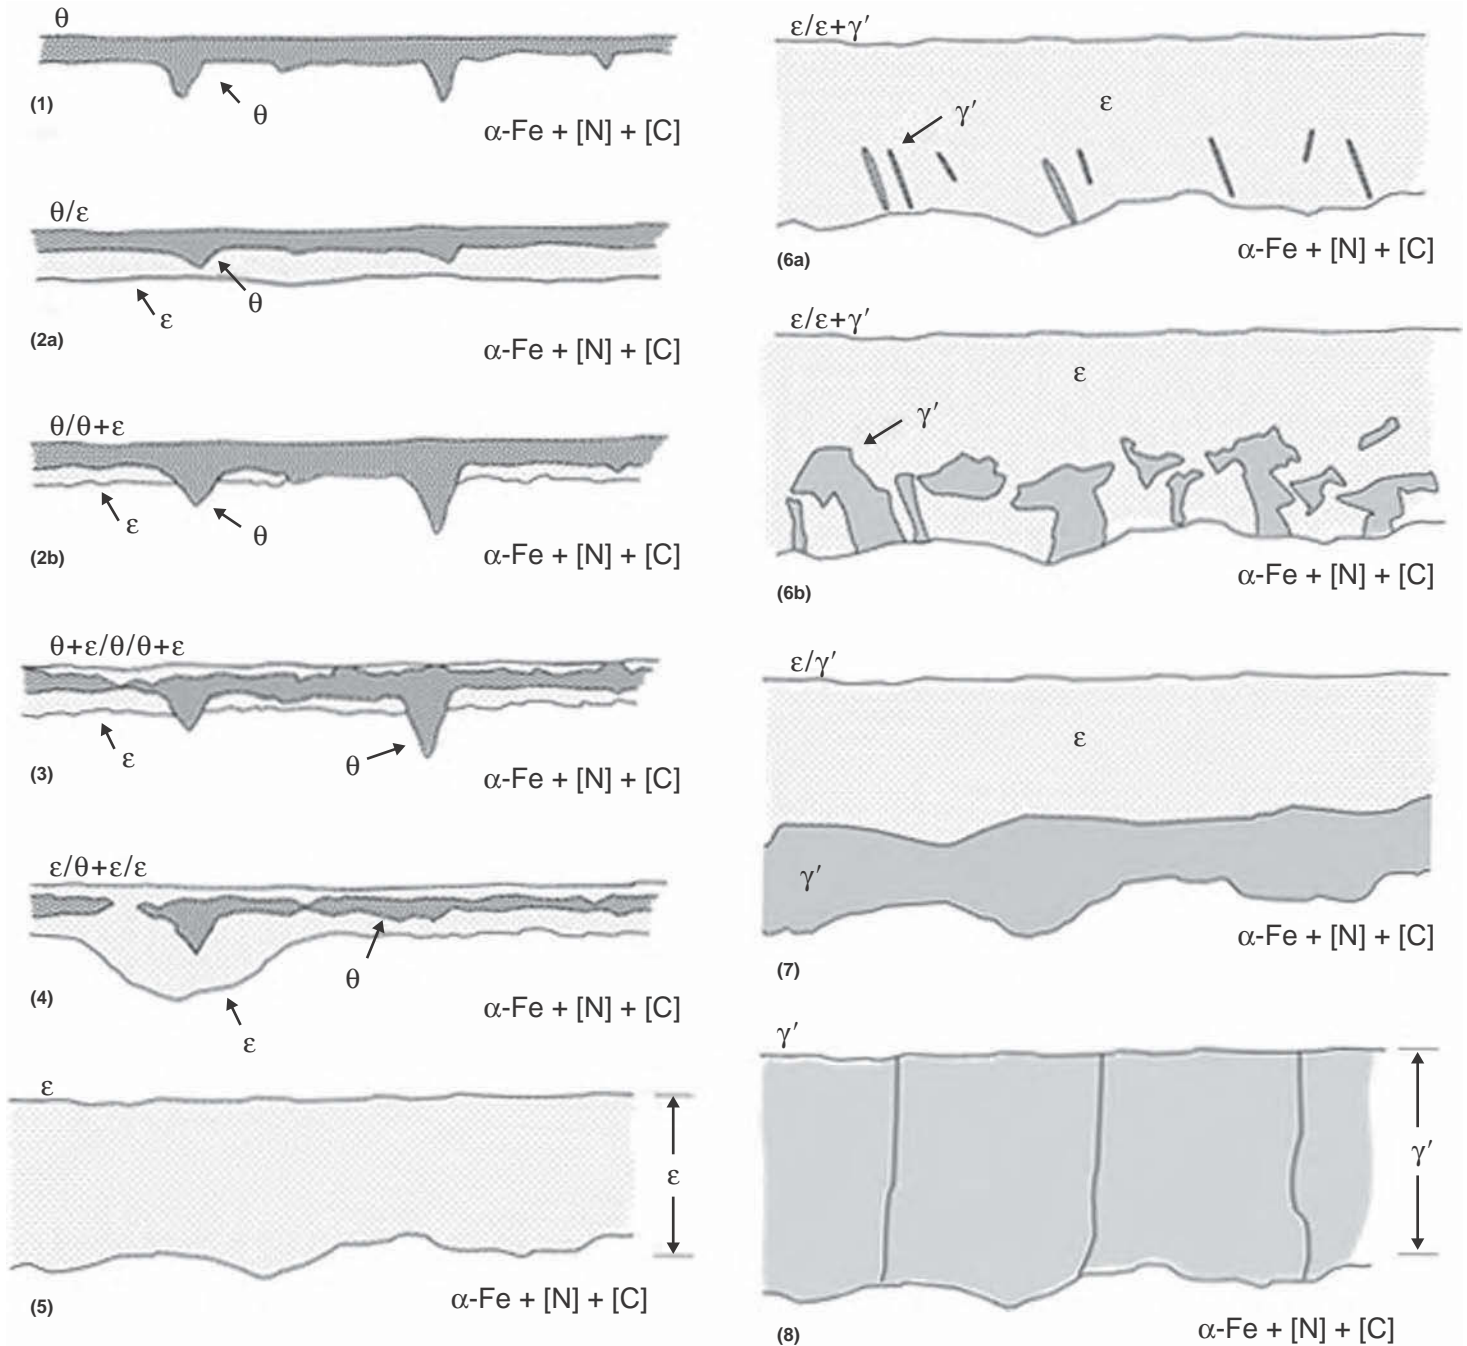 θ
θ
(1)
α-Fe + [N] + [C]
θ/ε
θ
ε
(2a)
α-Fe + [N] + [C]
θ/θ+ε
ε
θ
(2b)
α-Fe + [N] + [C]
θ+ε/θ/θ+ε
ε
θ
(3)
α-Fe + [N] + [C]
ε/θ+ε/ε
θ
(4)
α-Fe + [N] + [C]
ε
ε
ε
(5)
α-Fe + [N] + [C]
ε/ε+γ′
ε
γ′
α-Fe + [N] + [C]
(6a)
ε/ε+γ′
ε
γ′
α-Fe + [N] + [C]
(6b)
ε/γ′
ε
γ′
α-Fe + [N] + [C]
(7)
γ′
γ′
α-Fe + [N] + [C]
(8)